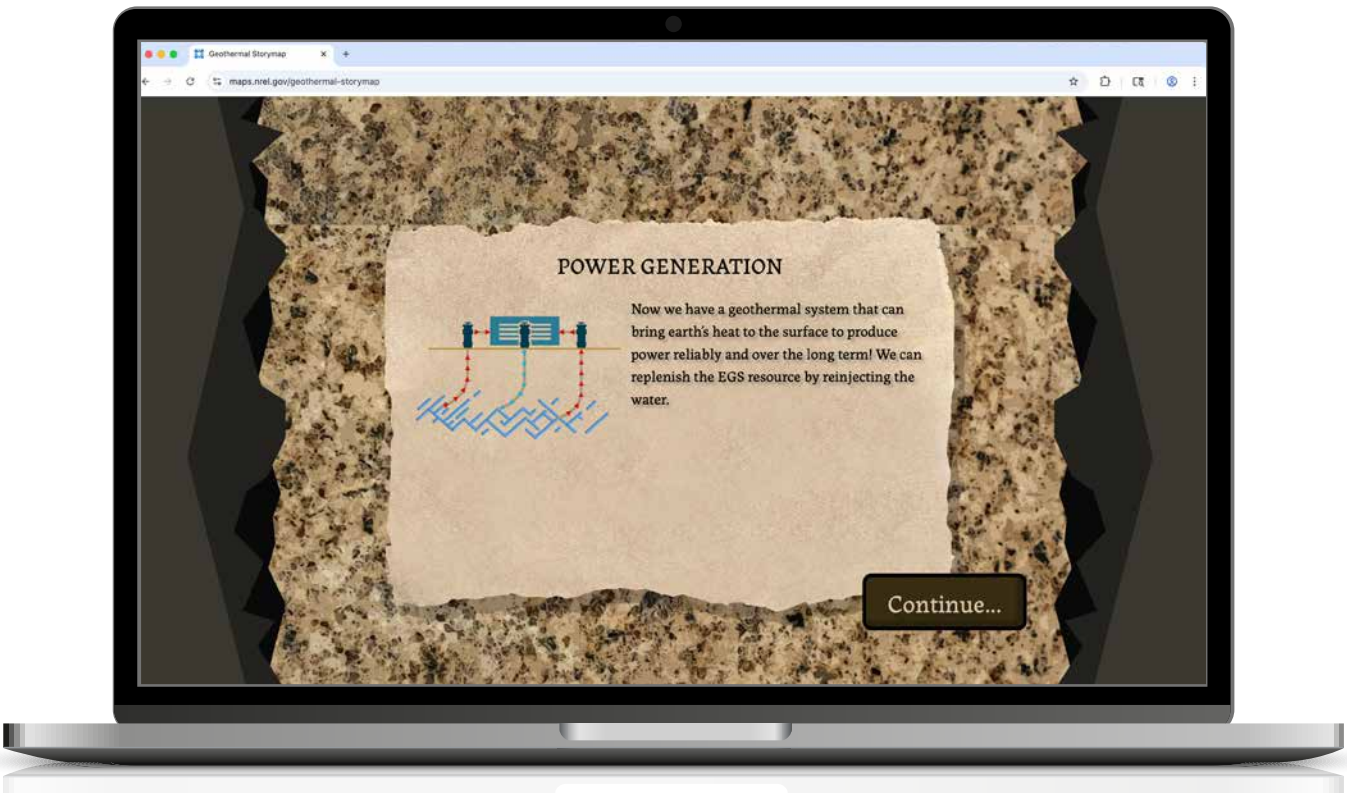 Geothermal Storymap
maps.nrel.gov/geothermal-storymap
POWER GENERATION
Now we have a geothermal system that can
bring earth's heat to the surface to produce
power reliably and over the long term! We can
replenish the EGS resource by reinjecting the
water.
Continue...